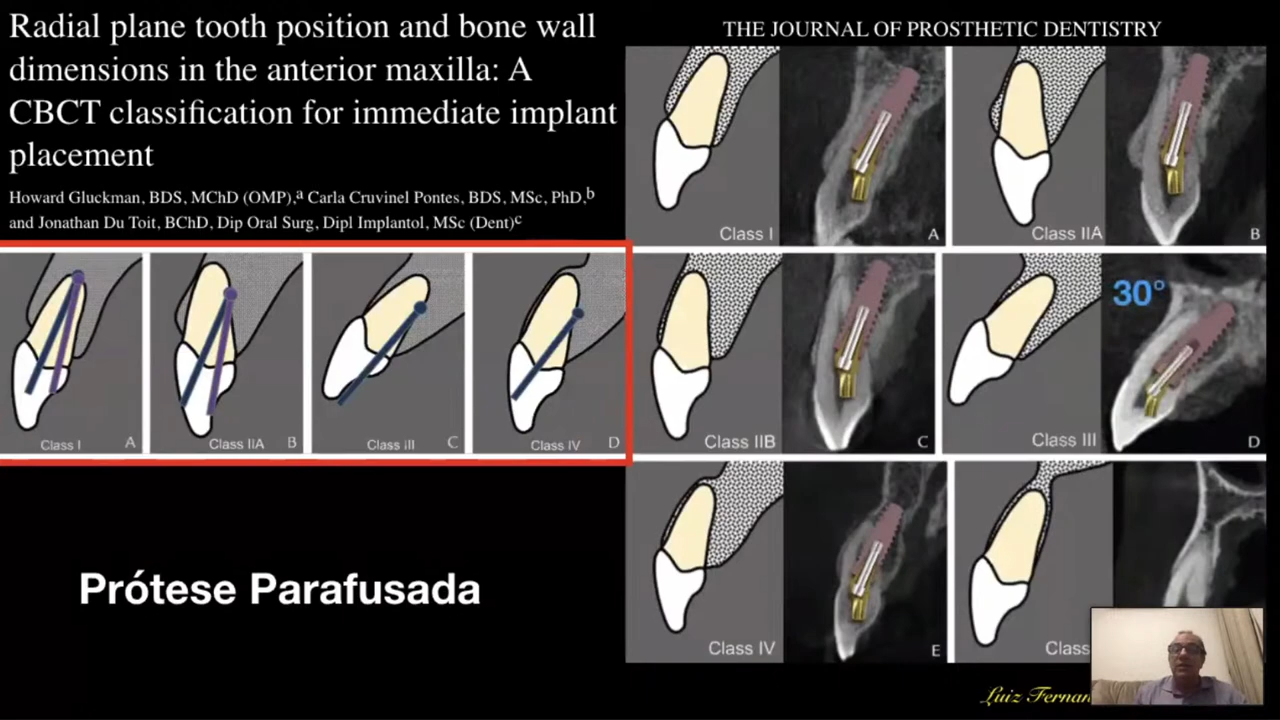 Radial plane tooth position and bone wall
dimensions in the anterior maxilla: A
CBCT classification for immediate implant
placement
Howard Gluckman, BDS, MChD (OMP),a Carla Cruvinel Pontes, BDS, MSc, PhD,b
and Jonathan Du Toit, BChD, Dip Oral Surg, Dipl Implantol, MSc (Dent)c
THE JOURNAL OF PROSTHETIC DENTISTRY
Class I A
Class IIA B
Class I A
Class IIA B
Class III C
Class IV D
Class IIB C
30°
Class III D
Prótese Parafusada
Class IV E
Class
Luiz